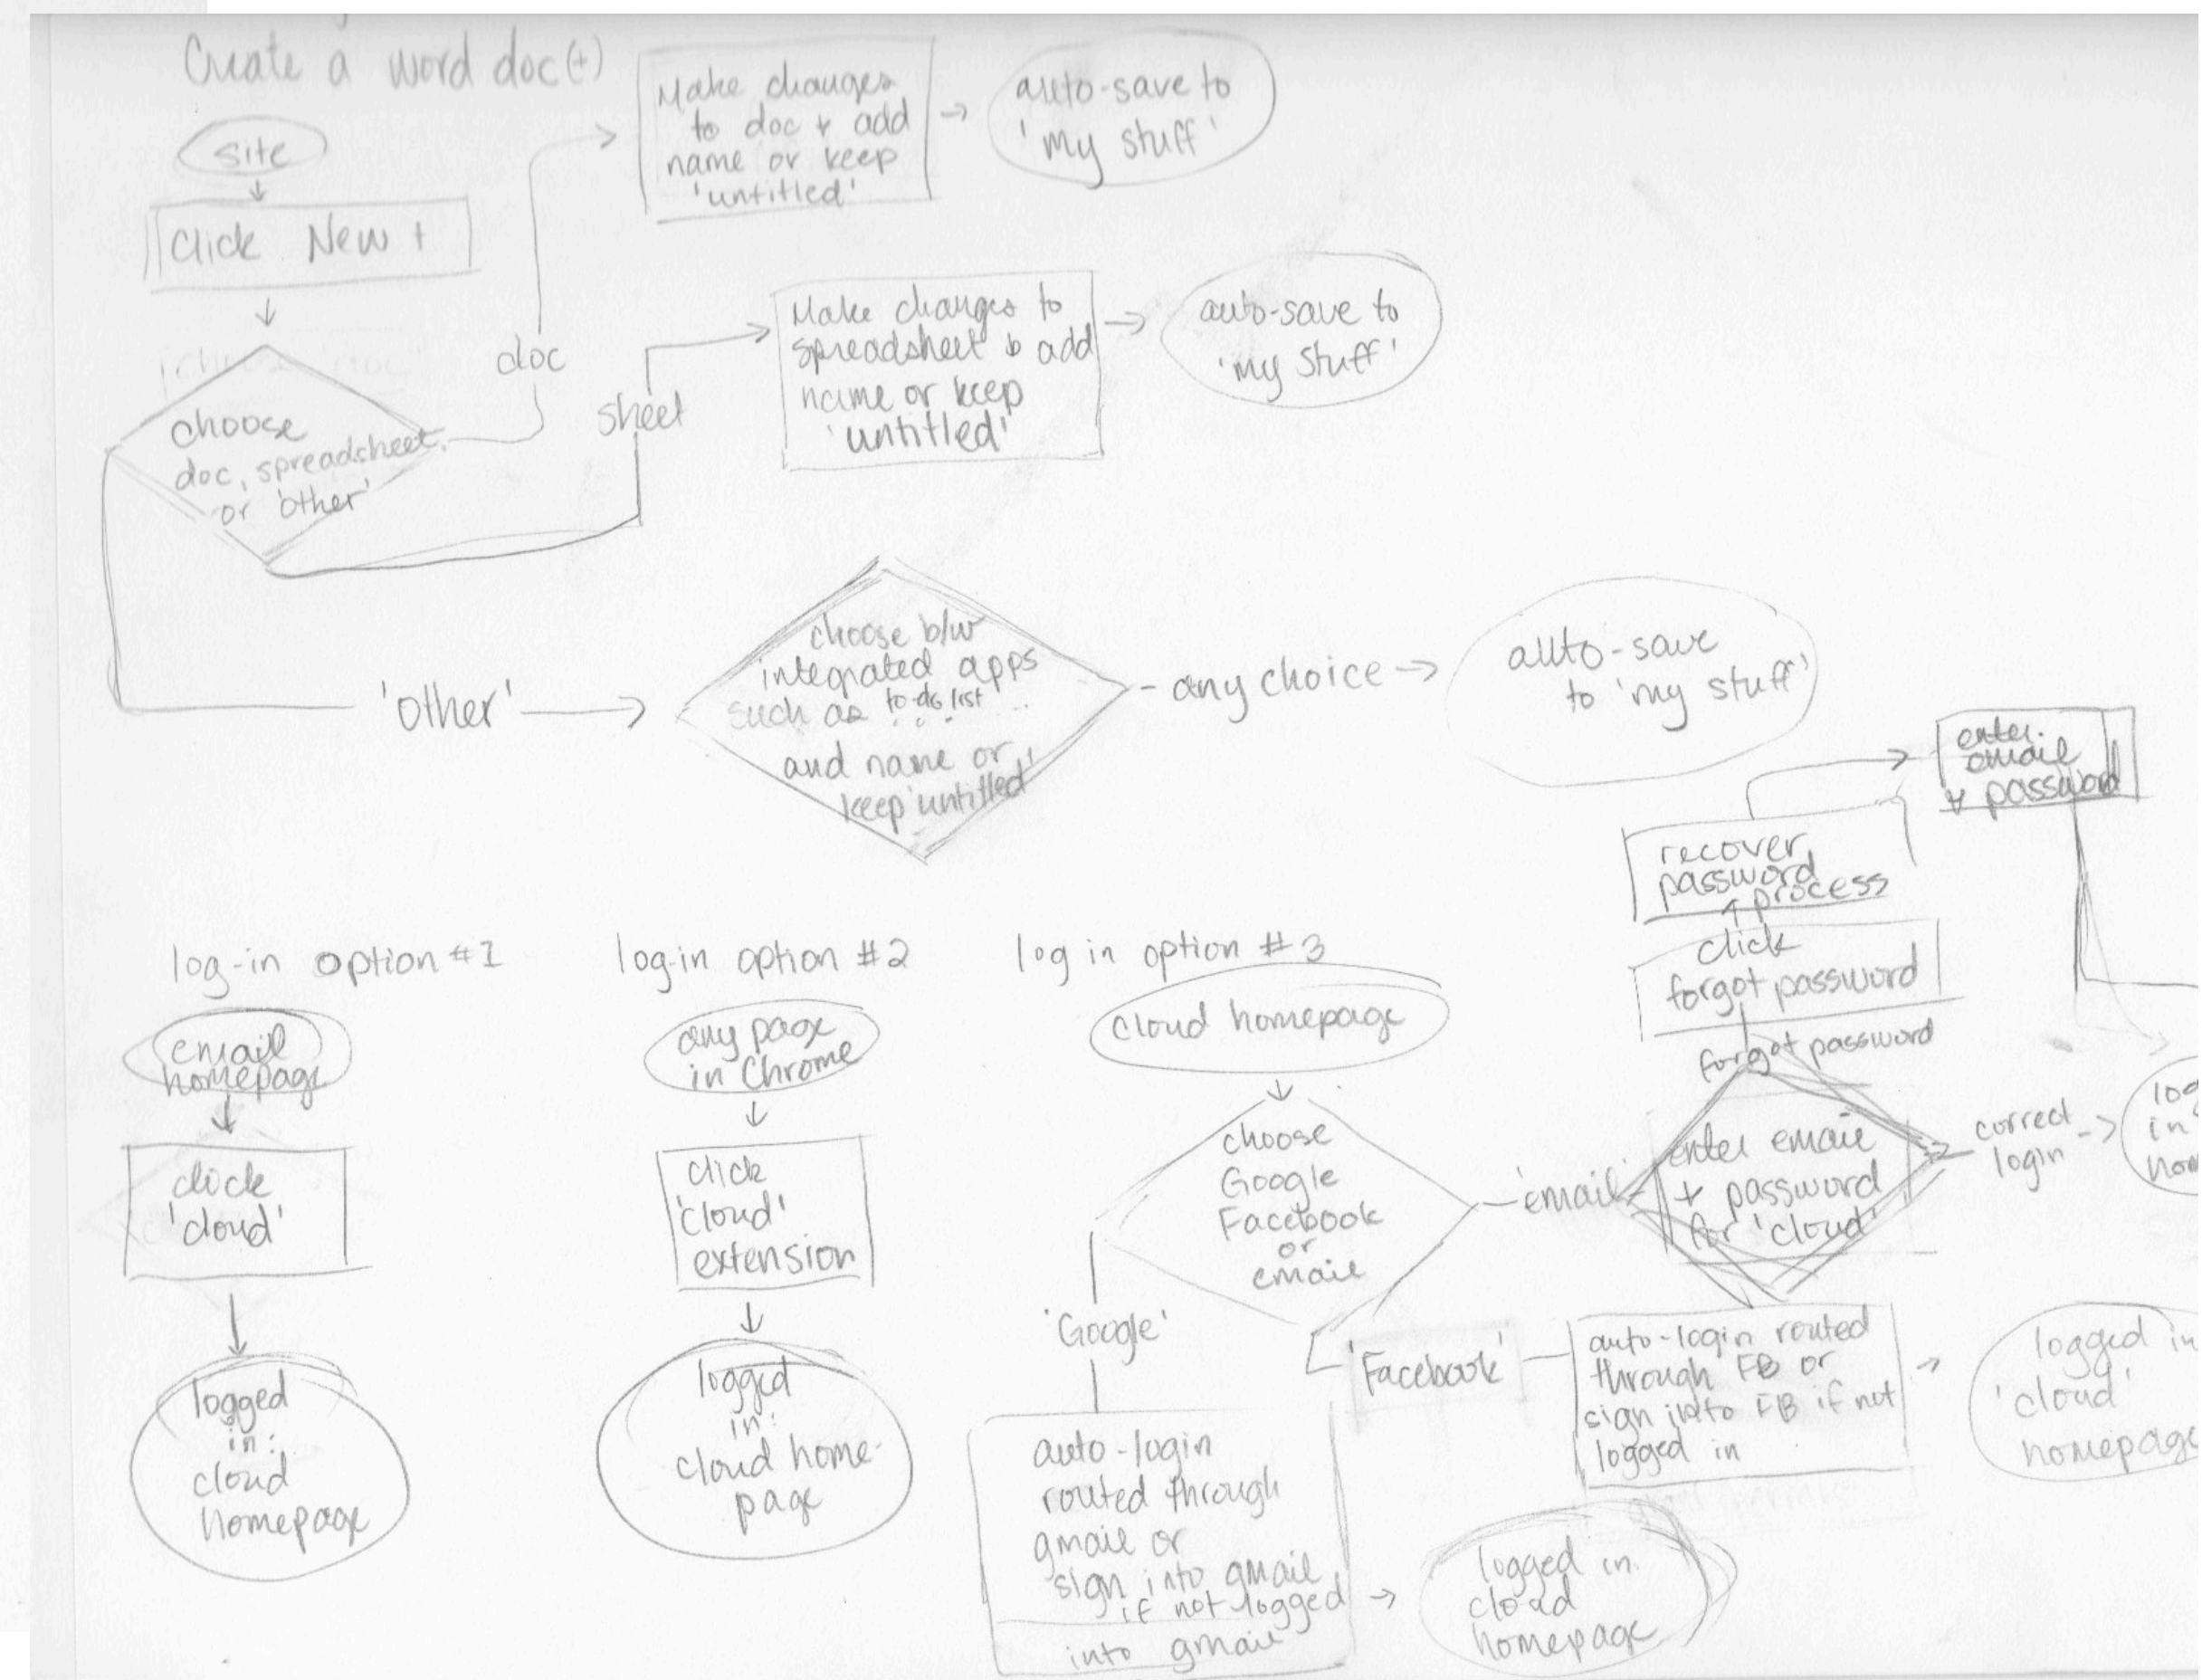 Create a word doc(+)
site
click New +
choose
doc, spreadsheet,
or 'other'
doc
Make changes
to doc + add
name or keep
'untitled'
auto-save to
'my stuff'
sheet
Make changes to
spreadsheet & add
name or keep
'untitled'
auto-save to
'my stuff'
'other'
choose b/w
integrated apps
such as to-do list ...
and name or
keep 'untitled'
- any choice
auto-save
to 'my stuff'
log-in option #1
email
homepage
click
'cloud'
logged
in:
cloud
homepage
log-in option #2
any page
in Chrome
click
'cloud'
extension
logged
in:
cloud home-
page
log in option #3
cloud homepage
choose
Google
Facebook
or
email
'Google'
auto-login
routed through
gmail or
sign into gmail
if not logged
into gmail
logged in:
cloud
homepage
'Facebook'
auto-login routed
through FB or
sign into FB if not
logged in
logged in
'cloud'
homepage
'email'
enter email
+ password
for 'cloud'
forgot password
click
forgot password
recover
password
process
enter
email
+ password
correct
login
log
in